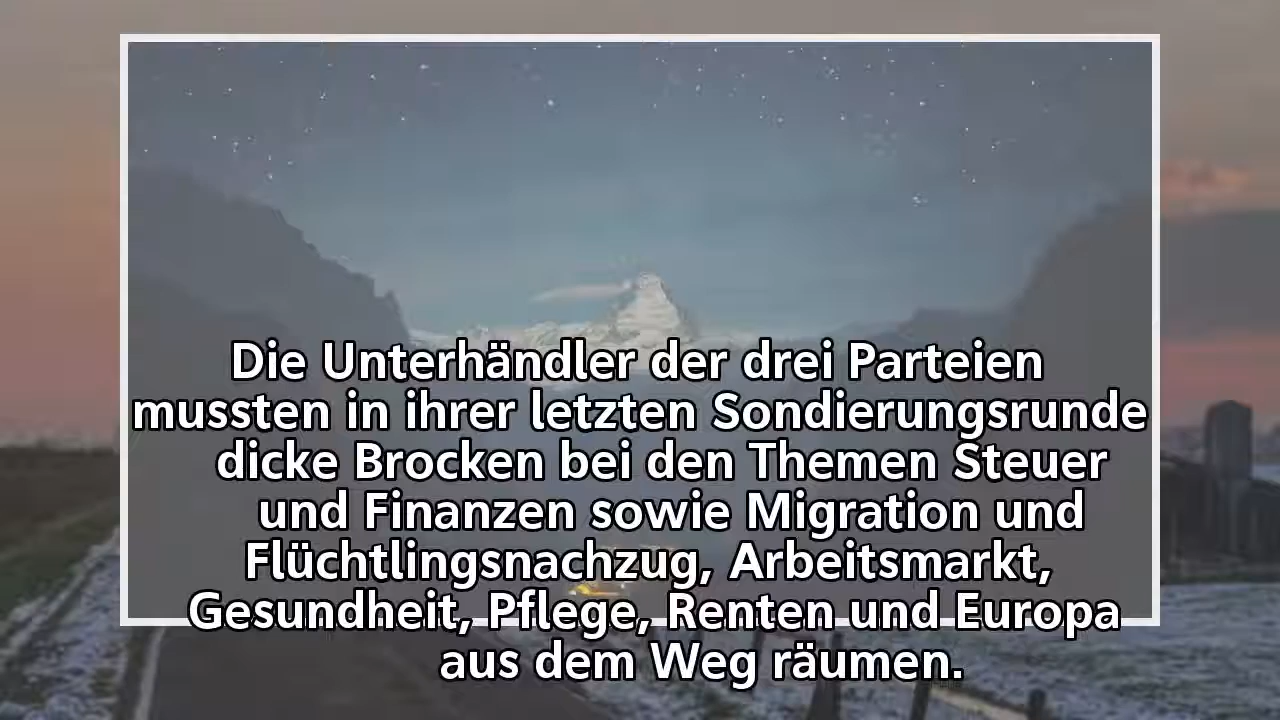 Die Unterhändler der drei Parteien
mussten in ihrer letzten Sondierungsrunde
dicke Brocken bei den Themen Steuer
und Finanzen sowie Migration und
Flüchtlingsnachzug, Arbeitsmarkt,
Gesundheit, Pflege, Renten und Europa
aus dem Weg räumen.